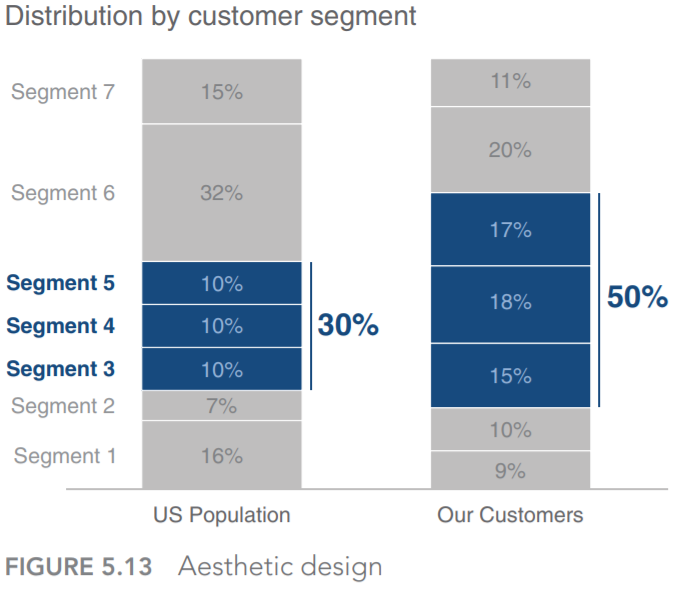 Distribution by customer segment
Segment 7 15% 11%
Segment 6 32% 20%
Segment 5 10% 17%
Segment 4 10% 30% 18% 50%
Segment 3 10% 15%
Segment 2 7% 10%
Segment 1 16% 9%
US Population Our Customers
FIGURE 5.13 Aesthetic design